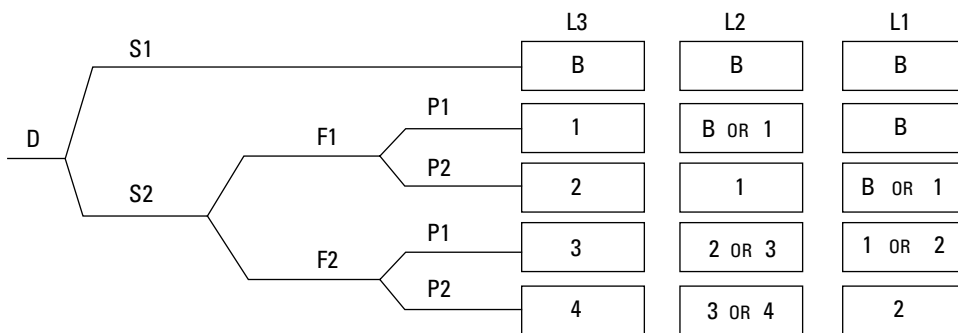 L3 L2 L1
S1 B B B
P1 1 B OR 1 B
D F1
P2 2 1 B OR 1
S2
P1 3 2 OR 3 1 OR 2
F2
P2 4 3 OR 4 2